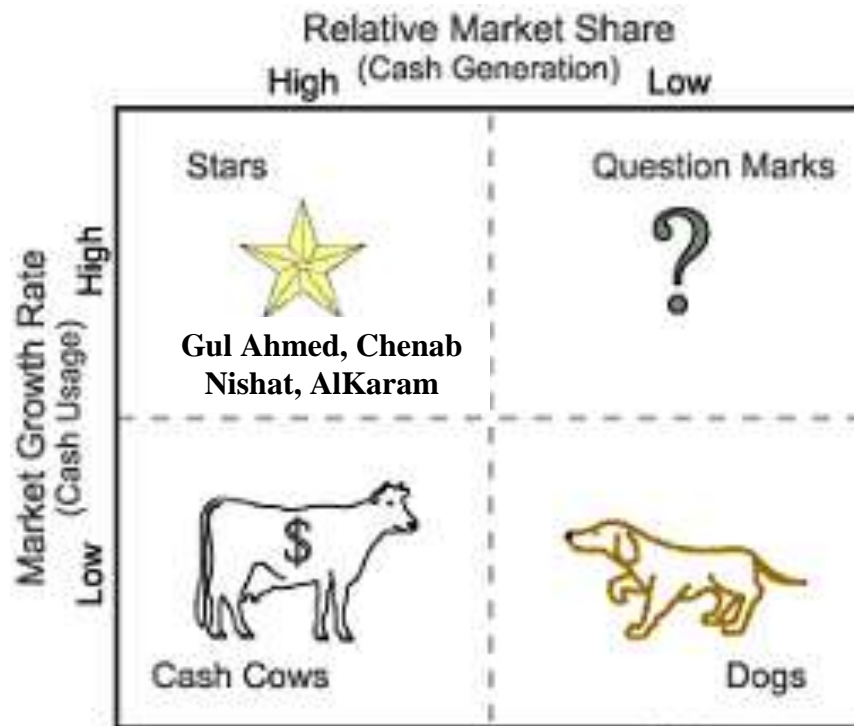 Relative Market Share
(Cash Generation)
High Low
Stars
Question Marks
?
Gul Ahmed, Chenab
Nishat, AlKaram
Market Growth Rate
(Cash Usage)
High
Low
$
Cash Cows
Dogs